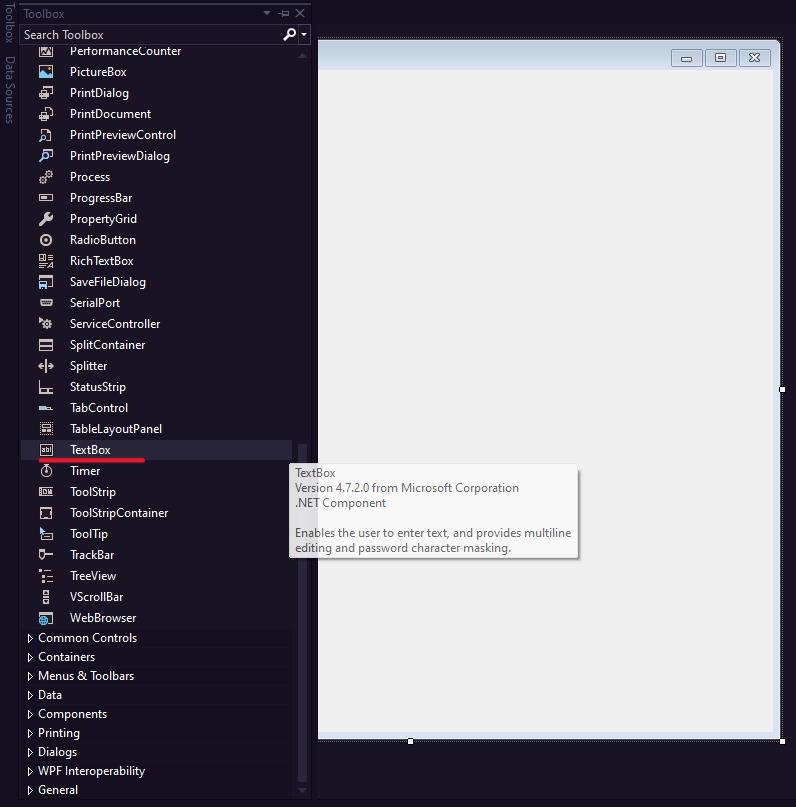 Toolbox
Data Sources
Toolbox
Search Toolbox
PerformanceCounter
PictureBox
PrintDialog
PrintDocument
PrintPreviewControl
PrintPreviewDialog
Process
ProgressBar
PropertyGrid
RadioButton
RichTextBox
SaveFileDialog
SerialPort
ServiceController
SplitContainer
Splitter
StatusStrip
TabControl
TableLayoutPanel
TextBox
Timer
ToolStrip
ToolStripContainer
ToolTip
TrackBar
TreeView
VScrollBar
WebBrowser
Common Controls
Containers
Menus & Toolbars
Data
Components
Printing
Dialogs
WPF Interoperability
General
TextBox
Version 4.7.2.0 from Microsoft Corporation
.NET Component
Enables the user to enter text, and provides multiline
editing and password character masking.